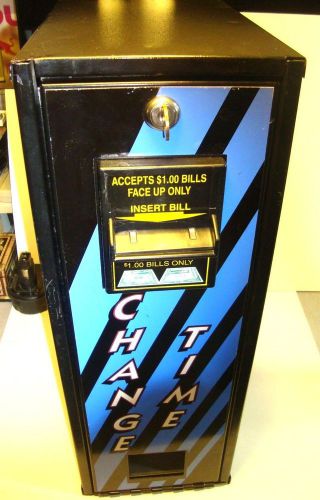 ACCEPTS $1.00 BILLS
FACE UP ONLY
INSERT BILL
$1.00 BILLS ONLY
CHANGE
TIME